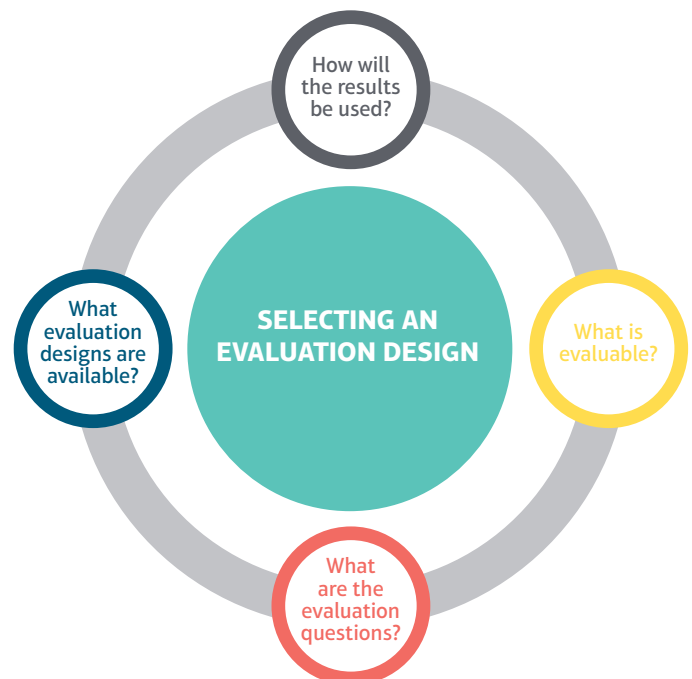 How will
the results
be used?
SELECTING AN
EVALUATION DESIGN
What is
evaluable?
What
are the
evaluation
questions?
What
evaluation
designs are
available?